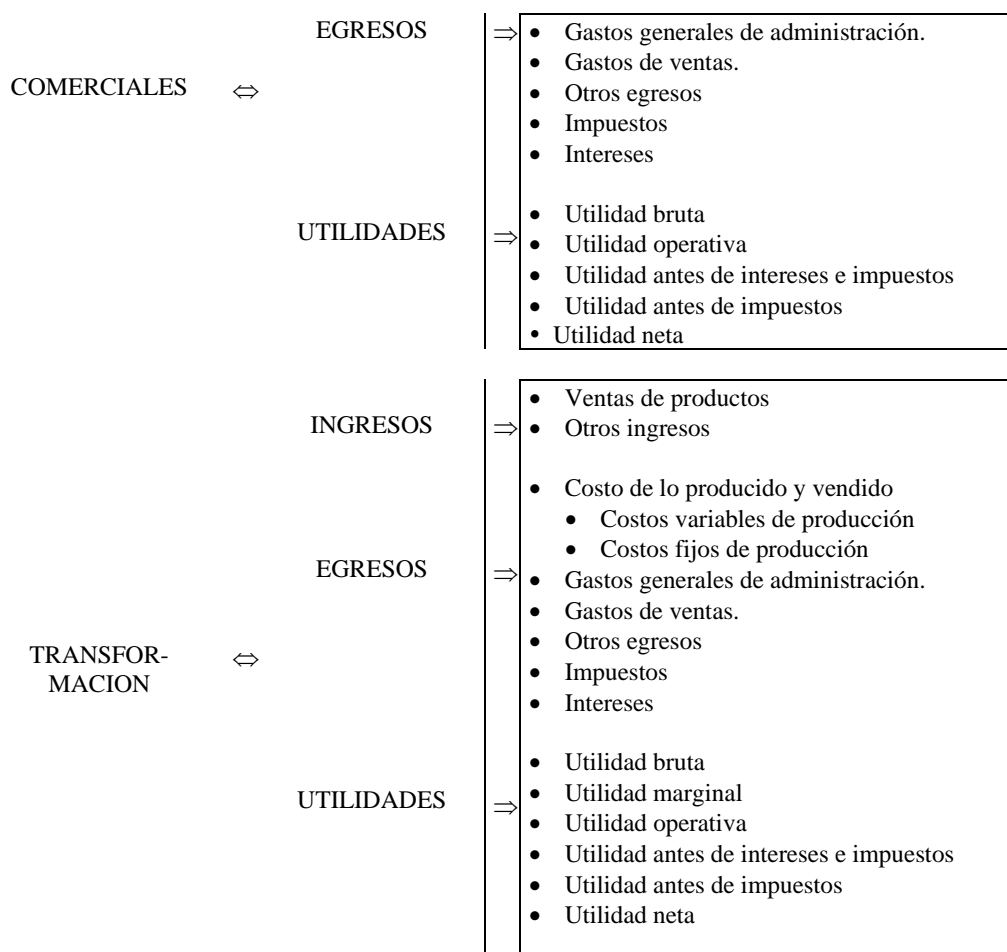 EGRESOS ⇒ • Gastos generales de administración.
• Gastos de ventas.
COMERCIALES ⇔ • Otros egresos
• Impuestos
• Intereses
• Utilidad bruta
UTILIDADES ⇒ • Utilidad operativa
• Utilidad antes de intereses e impuestos
• Utilidad antes de impuestos
• Utilidad neta
• Ventas de productos
INGRESOS ⇒ • Otros ingresos
• Costo de lo producido y vendido
• Costos variables de producción
• Costos fijos de producción
EGRESOS ⇒ • Gastos generales de administración.
• Gastos de ventas.
• Otros egresos
TRANSFOR- ⇔ • Impuestos
MACION • Intereses
• Utilidad bruta
• Utilidad marginal
UTILIDADES ⇒ • Utilidad operativa
• Utilidad antes de intereses e impuestos
• Utilidad antes de impuestos
• Utilidad neta